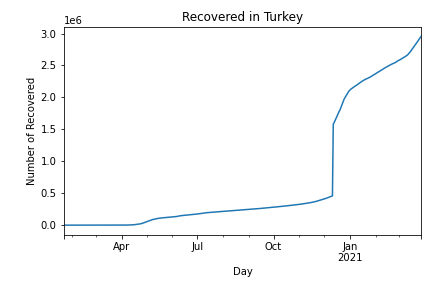 Recovered in Turkey
1e6
3.0
2.5
2.0
1.5
1.0
0.5
0.0
Number of Recovered
Apr
Jul
Oct
Jan
2021
Day